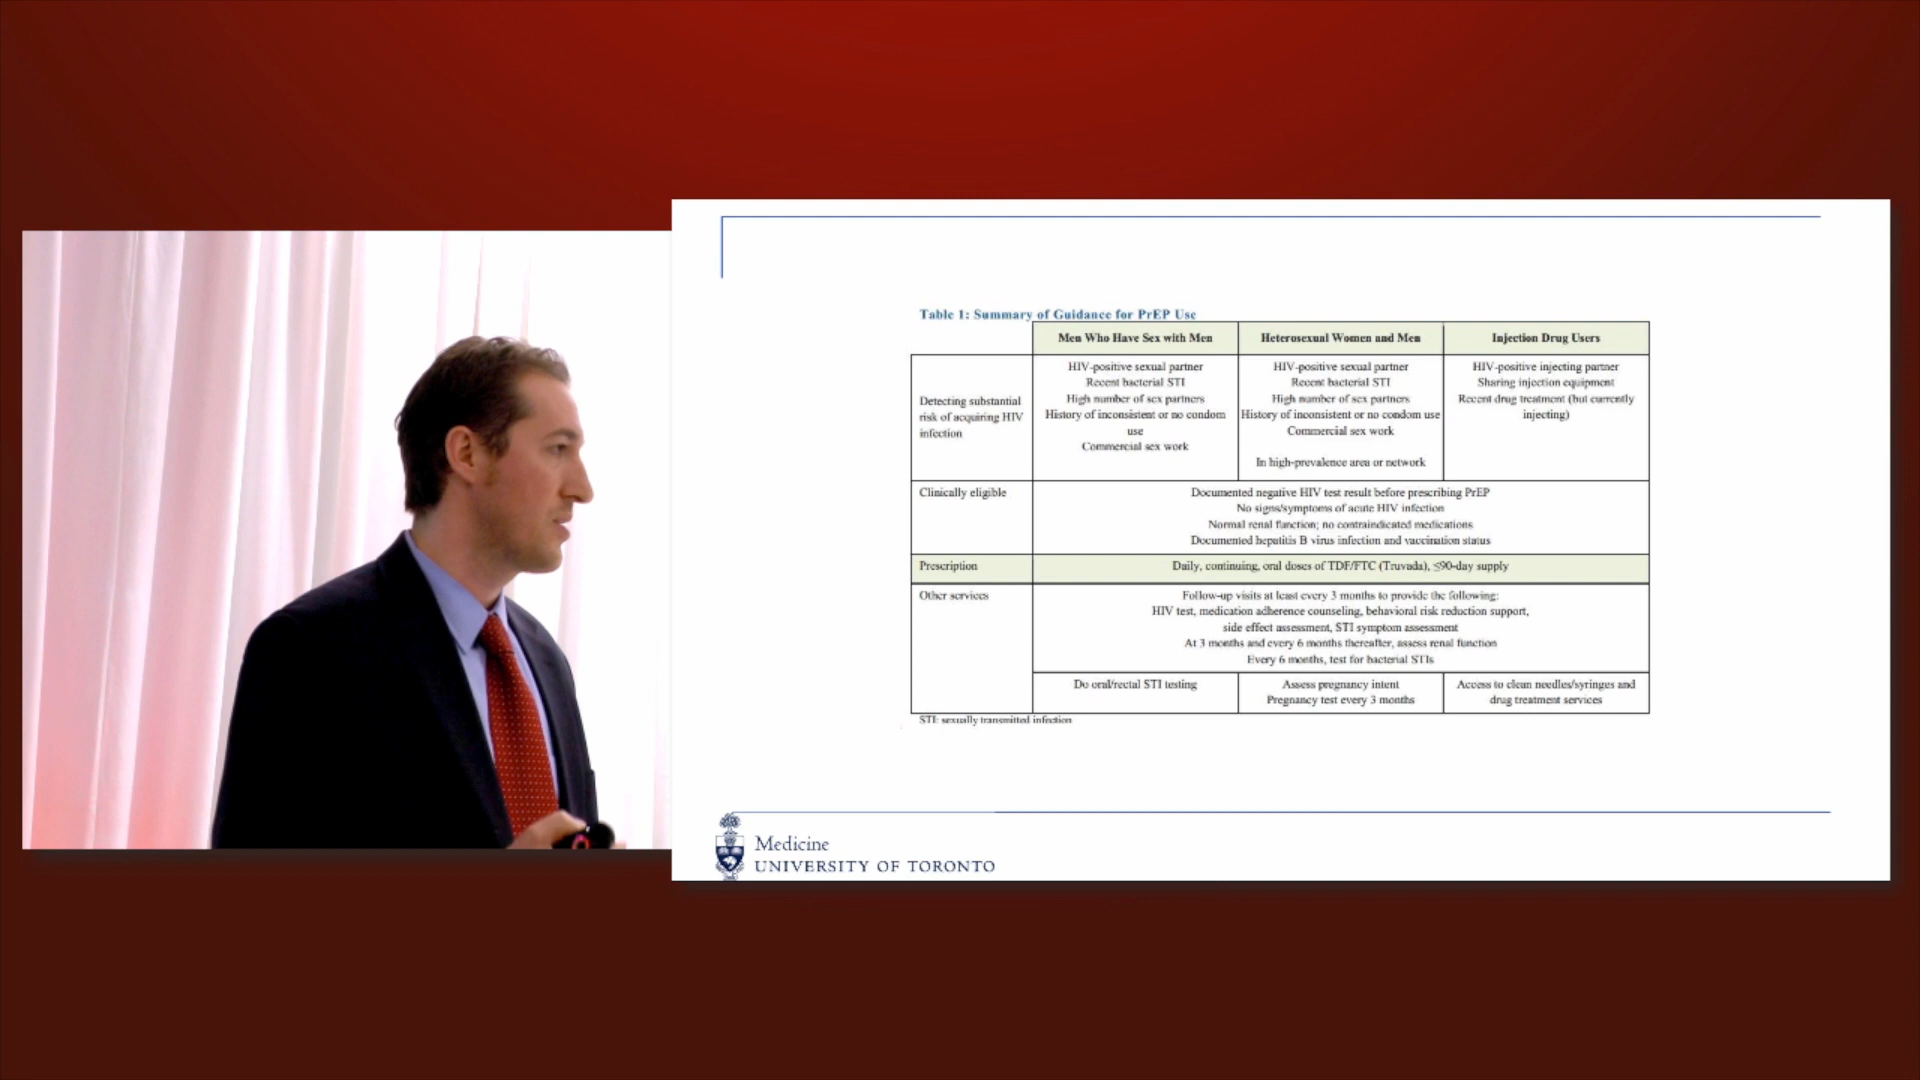 Table 1: Summary of Guidance for PrEP Use
Men Who Have Sex with Men
Heterosexual Women and Men
Injection Drug Users
Detecting substantial
risk of acquiring HIV
infection
HIV-positive sexual partner
Recent bacterial STI
High number of sex partners
History of inconsistent or no condom
use
Commercial sex work
HIV-positive sexual partner
Recent bacterial STI
High number of sex partners
History of inconsistent or no condom use
Commercial sex work
In high-prevalence area or network
HIV-positive injecting partner
Sharing injection equipment
Recent drug treatment (but currently
injecting)
Clinically eligible
Documented negative HIV test result before prescribing PrEP
No signs/symptoms of acute HIV infection
Normal renal function; no contraindicated medications
Documented hepatitis B virus infection and vaccination status
Prescription
Daily, continuing, oral doses of TDF/FTC (Truvada), ≤90-day supply
Other services
Follow-up visits at least every 3 months to provide the following:
HIV test, medication adherence counseling, behavioral risk reduction support,
side effect assessment, STI symptom assessment
At 3 months and every 6 months thereafter, assess renal function
Every 6 months, test for bacterial STIs
Do oral/rectal STI testing
Assess pregnancy intent
Pregnancy test every 3 months
Access to clean needles/syringes and
drug treatment services
STI: sexually transmitted infection
Medicine
UNIVERSITY OF TORONTO